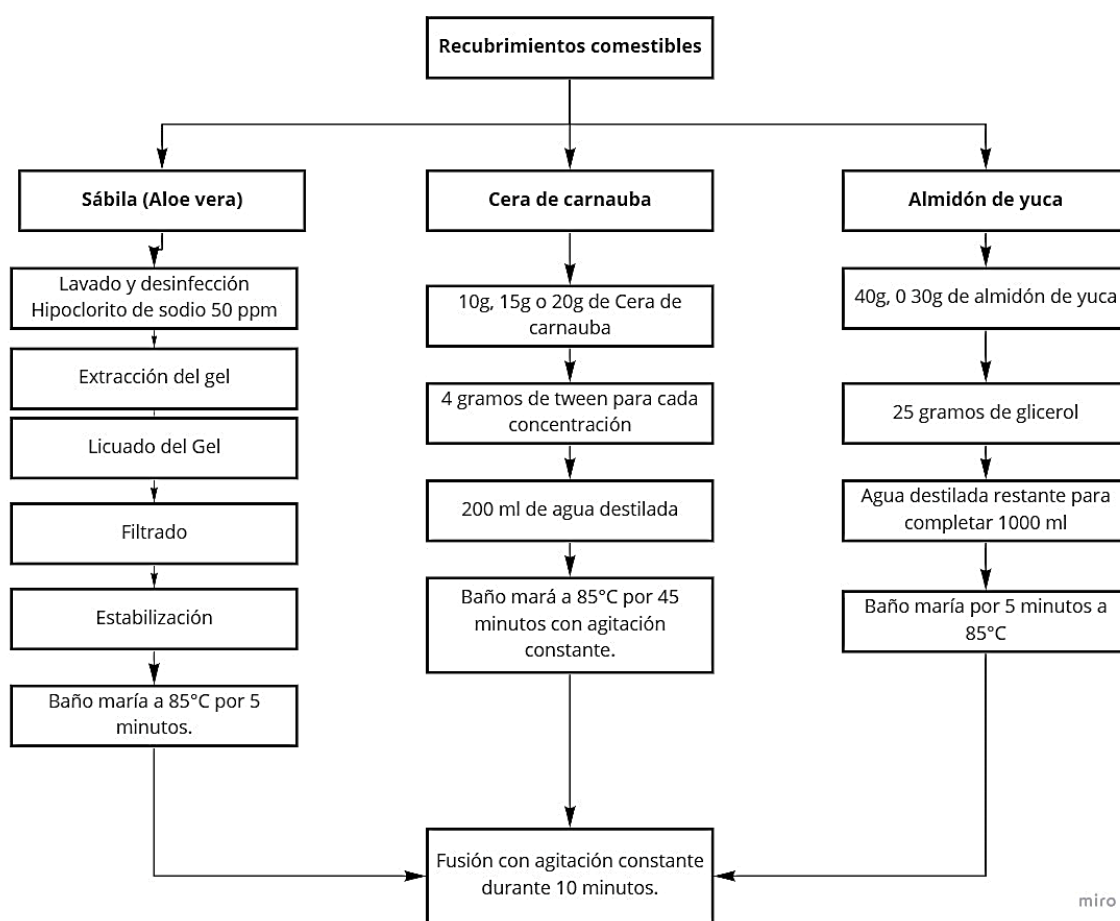 Recubrimientos comestibles
Sábila (Aloe vera)
Lavado y desinfección
Hipoclorito de sodio 50 ppm
Extracción del gel
Licuado del Gel
Filtrado
Estabilización
Baño maría a 85°C por 5
minutos.
Cera de carnauba
10g, 15g o 20g de Cera de
carnauba
4 gramos de tween para cada
concentración
200 ml de agua destilada
Baño mará a 85°C por 45
minutos con agitación
constante.
Almidón de yuca
40g, 0 30g de almidón de yuca
25 gramos de glicerol
Agua destilada restante para
completar 1000 ml
Baño maría por 5 minutos a
85°C
Fusión con agitación constante
durante 10 minutos.
miro